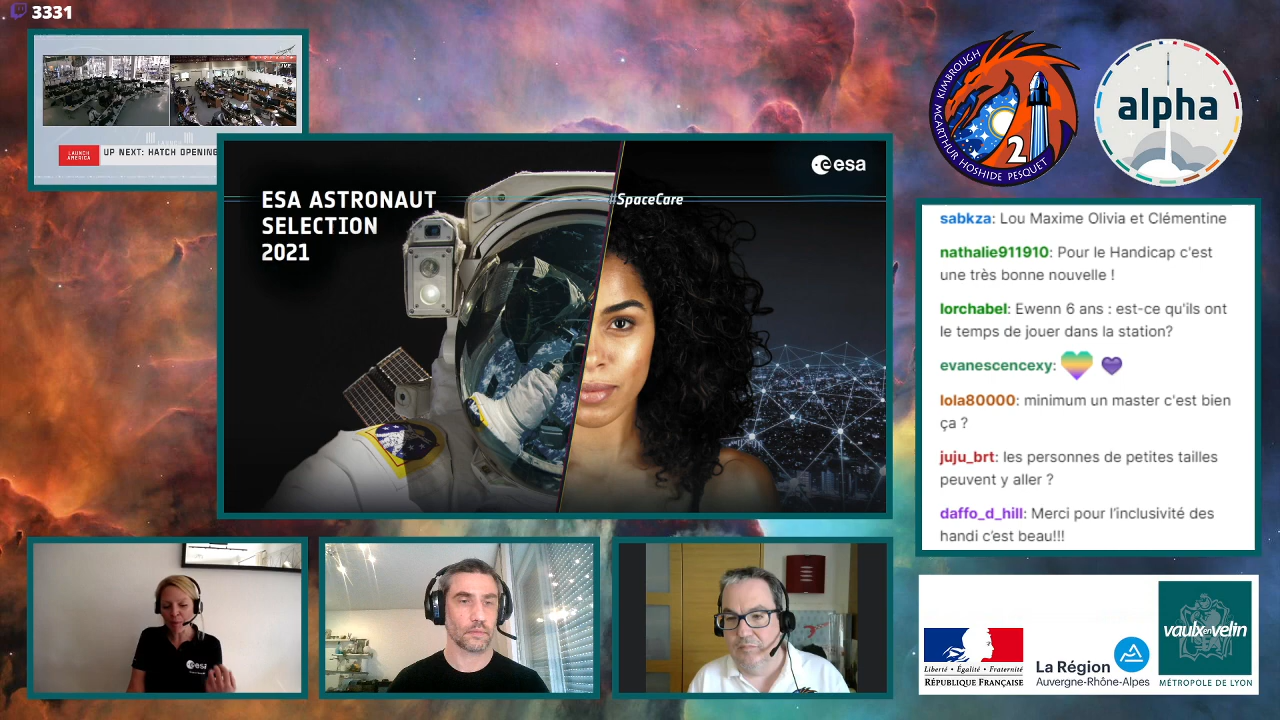 3331
LAUNCH
AMERICA
UP NEXT: HATCH OPENING
ESA ASTRONAUT
SELECTION
2021
#SpaceCare
esa
MCARTHUR KIMBROUGH
HOSHIDE PESQUET
2
alpha
sabkza: Lou Maxime Olivia et Clémentine
nathalie911910: Pour le Handicap c'est
une très bonne nouvelle !
lorchabel: Ewenn 6 ans : est-ce qu'ils ont
le temps de jouer dans la station?
evanescencexy:
lola80000: minimum un master c'est bien
ça ?
juju_brt: les personnes de petites tailles
peuvent y aller ?
daffo_d_hill: Merci pour l'inclusivité des
handi c'est beau!!!
esa
Liberté • Égalité • Fraternité
RÉPUBLIQUE FRANÇAISE
La Région
Auvergne-Rhône-Alpes
vaulx en velin
MÉTROPOLE DE LYON